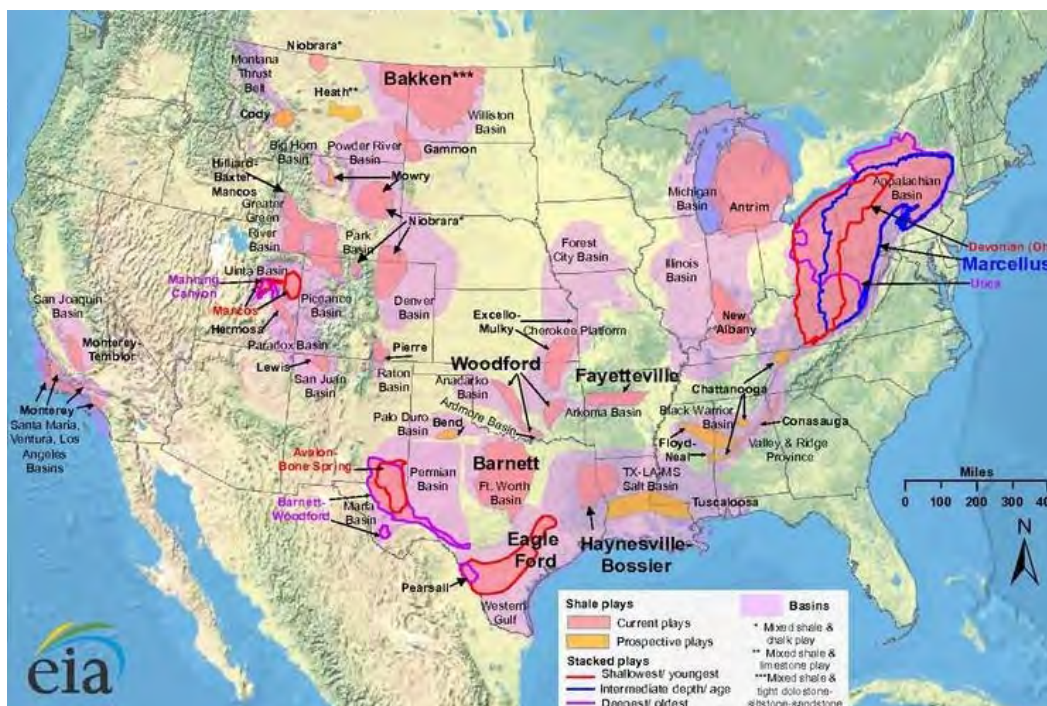 Niobrara*
Montana
Thrust
Belt
Bakken***
Heath**
Cody
Williston
Basin
Big Horn
Basin
Powder River
Basin
Gammon
Hilliard-
Baxter
Mancos
Mowry
Greater
Green
River
Basin
Niobrara*
Park
Basin
Michigan
Basin
Antrim
Appalachian
Basin
Devonian (Oh
Marcellus
Utica
Forest
City Basin
Illinois
Basin
Uinta Basin
Manning
Canyon
Mancos
Piceance
Basin
Denver
Basin
San Joaquin
Basin
Hermosa
Excello-
Mulky
Cherokee Platform
New
Albany
Monterey-
Temblor
Paradox Basin
Pierre
Lewis
Raton
Basin
San Juan
Basin
Woodford
Anadarko
Basin
Fayetteville
Chattanooga
Arkoma Basin
Black Warrior
Basin
Conasauga
Monterey
Santa Maria,
Ventura, Los
Angeles
Basins
Palo Duro
Basin
Bend
Ardmore Basin
Floyd-
Neal
Valley & Ridge
Province
Avalon-
Bone Spring
Permian
Basin
Barnett
Ft. Worth
Basin
TX-LA-MS
Salt Basin
Tuscaloosa
Barnett-
Woodford
Marfa
Basin
Eagle
Ford
Haynesville-
Bossier
Pearsall
Western
Gulf
Miles
0
100
200
300
40
N
eia
Shale plays
Current plays
Prospective plays
Stacked plays
Shallowest/ youngest
Intermediate depth/ age
Deepest/ oldest
Basins
* Mixed shale &
chalk play
** Mixed shale &
limestone play
***Mixed shale &
tight dolostone-
siltstone-sandstone